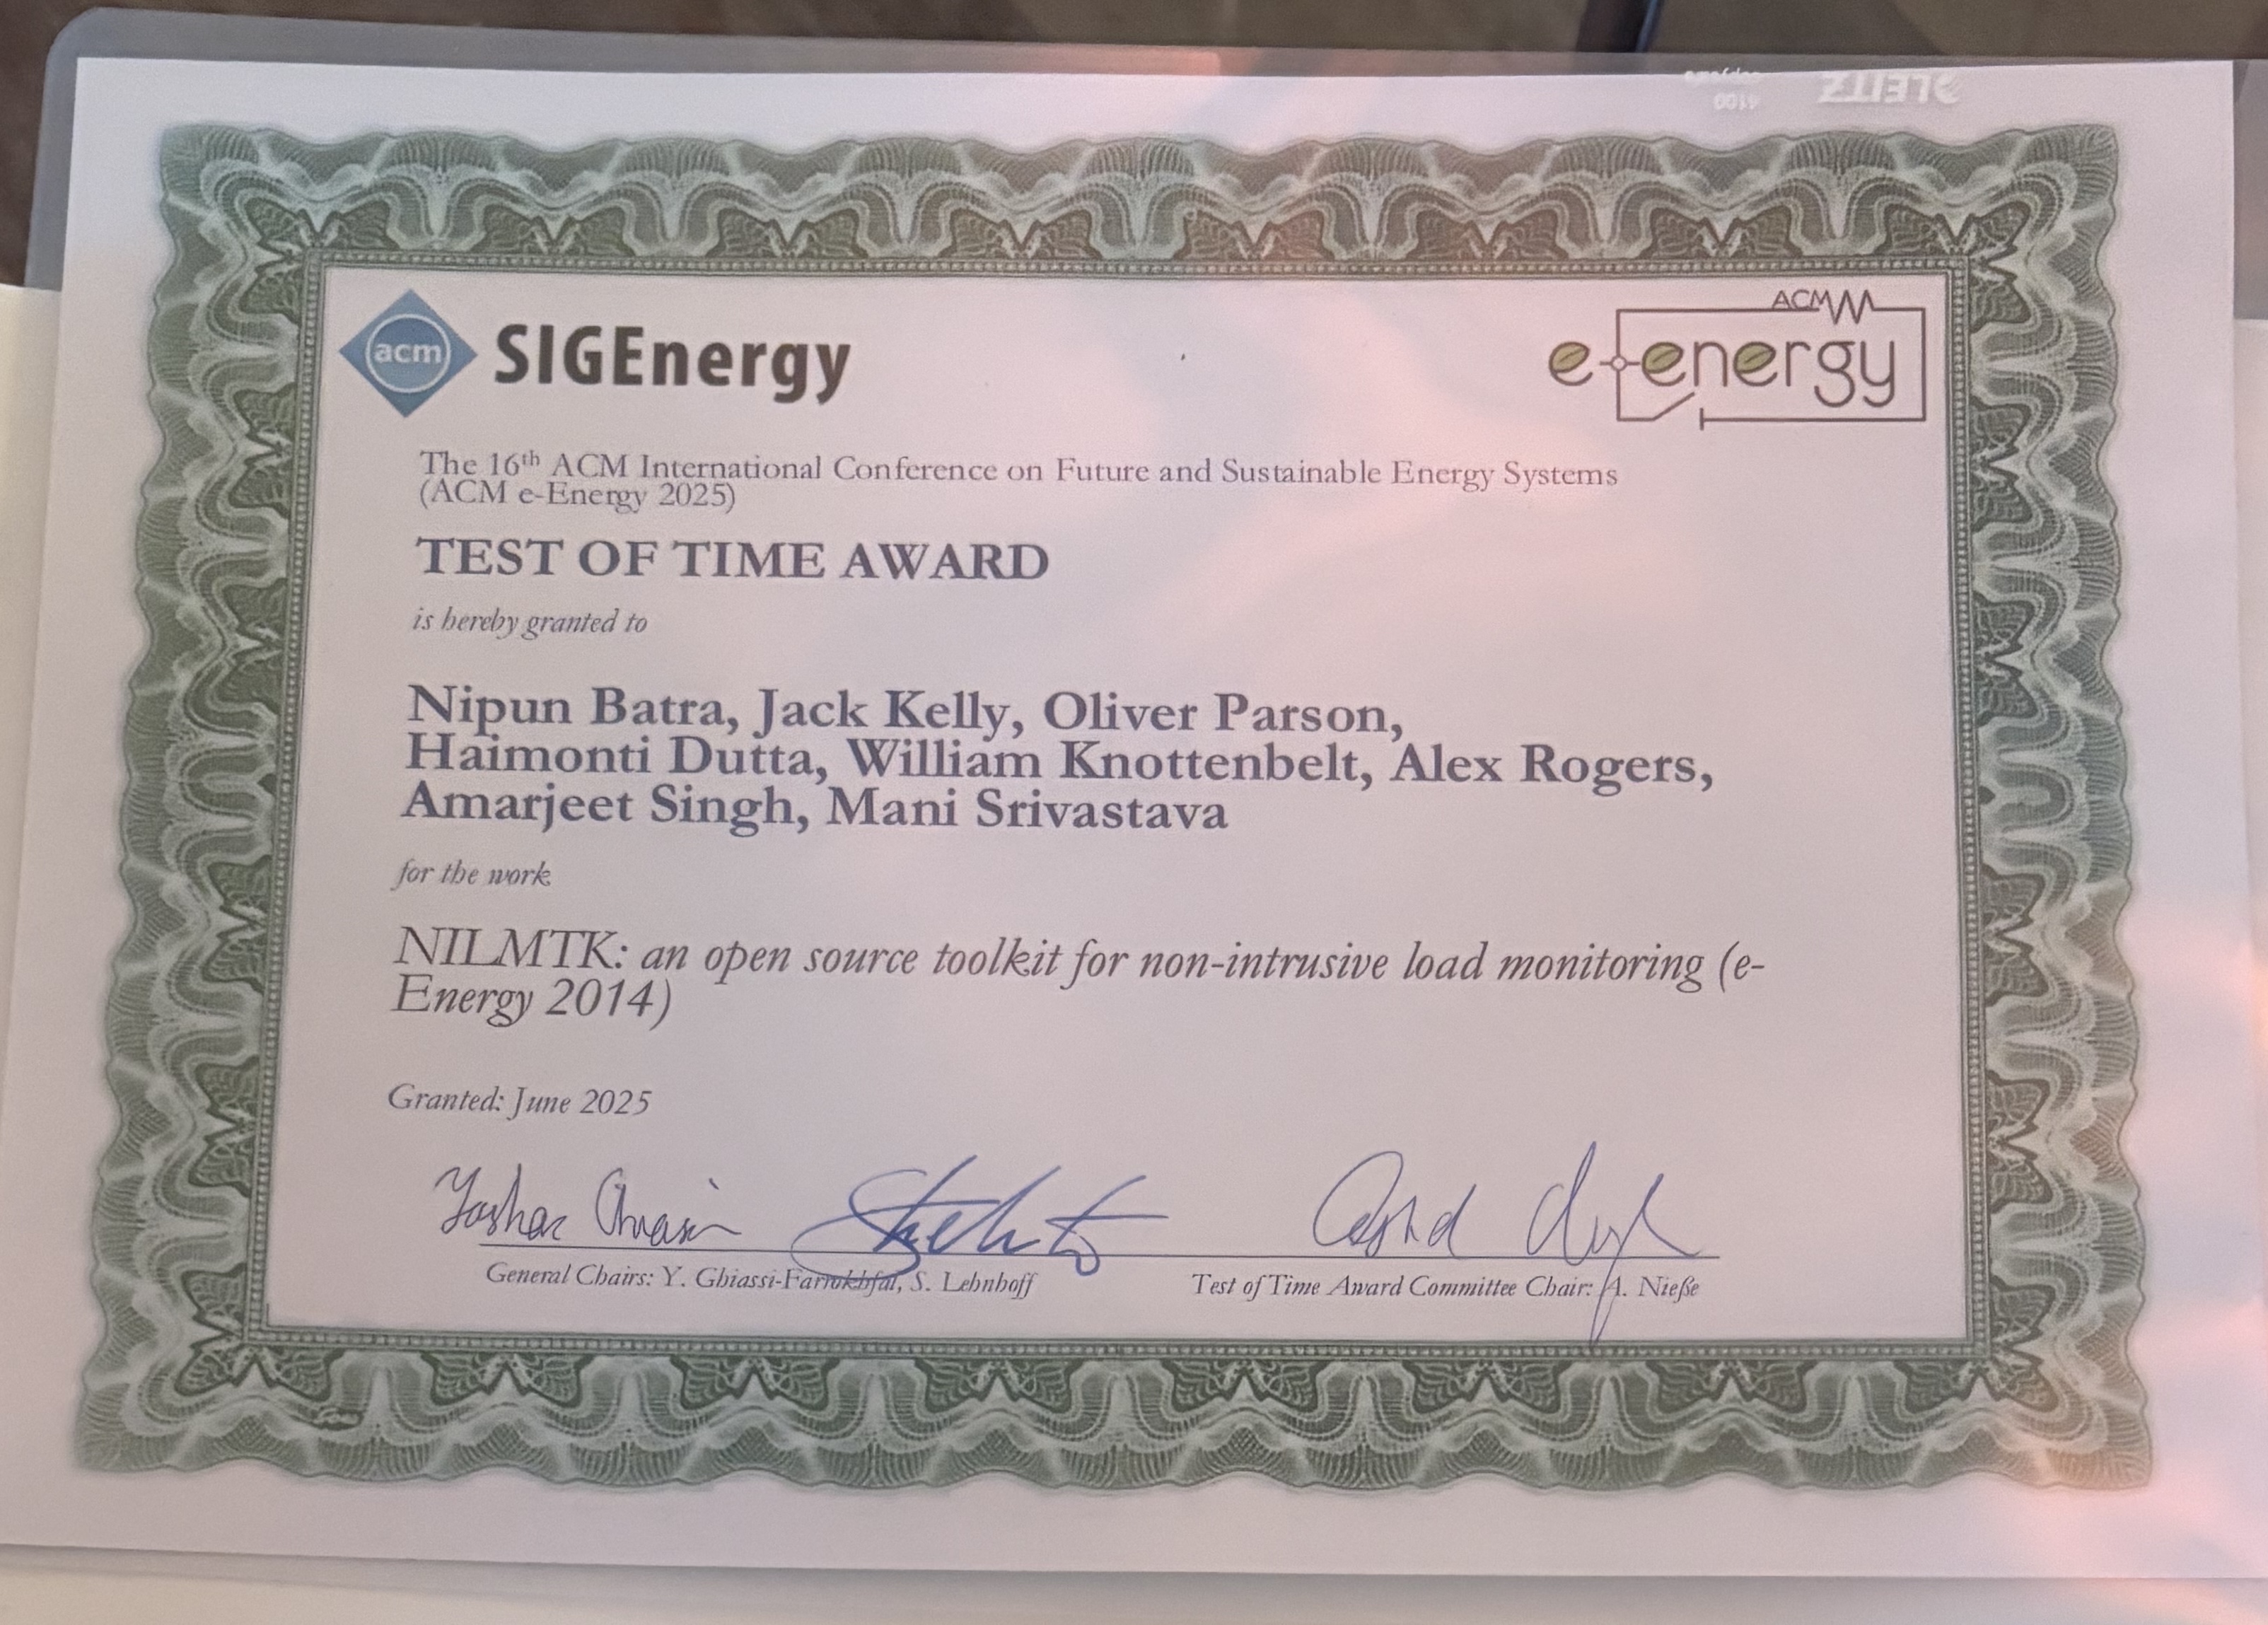 LEITZ
4100
acm
SIGEnergy
ACM
e-energy
The 16th ACM International Conference on Future and Sustainable Energy Systems
(ACM e-Energy 2025)
TEST OF TIME AWARD
is hereby granted to
Nipun Batra, Jack Kelly, Oliver Parson,
Haimonti Dutta, William Knottenbelt, Alex Rogers,
Amarjeet Singh, Mani Srivastava
for the work
NILMTK: an open source toolkit for non-intrusive load monitoring (e-
Energy 2014)
Granted: June 2025
General Chairs: Y. Ghiassi-Farrokhfal, S. Lehnhoff
Test of Time Award Committee Chair: A. Nieße